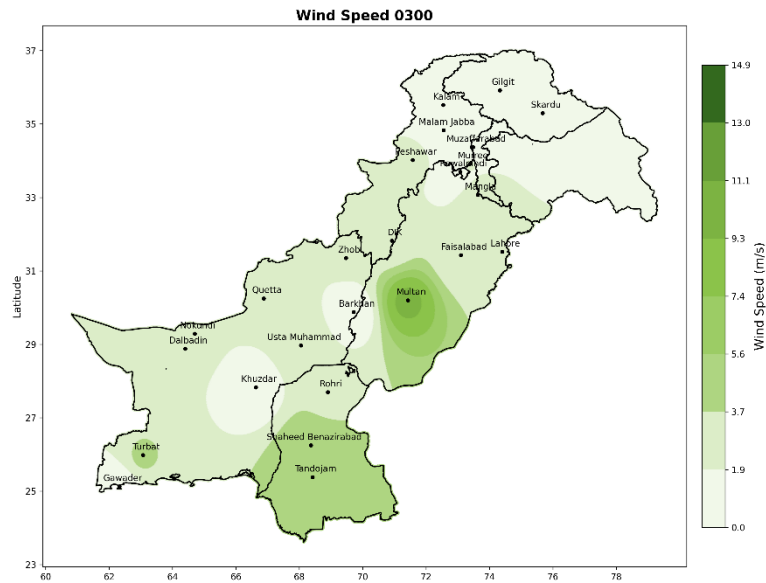 Wind Speed 0300
37
35
33
31
29
27
25
23
Latitude
60
62
64
66
68
70
72
74
76
78
Gilgit
Kalam
Skardu
Malam Jabba
Muzaffarabad
Peshawar
Murree
Rawalpindi
Mangla
DIK
Zhob
Faisalabad
Lahore
Quetta
Multan
Barkhan
Nokundi
Usta Muhammad
Dalbadin
Khuzdar
Rohri
Shaheed Benazirabad
Turbat
Tandojam
Gawader
14.9
13.0
11.1
9.3
7.4
5.6
3.7
1.9
0.0
Wind Speed (m/s)